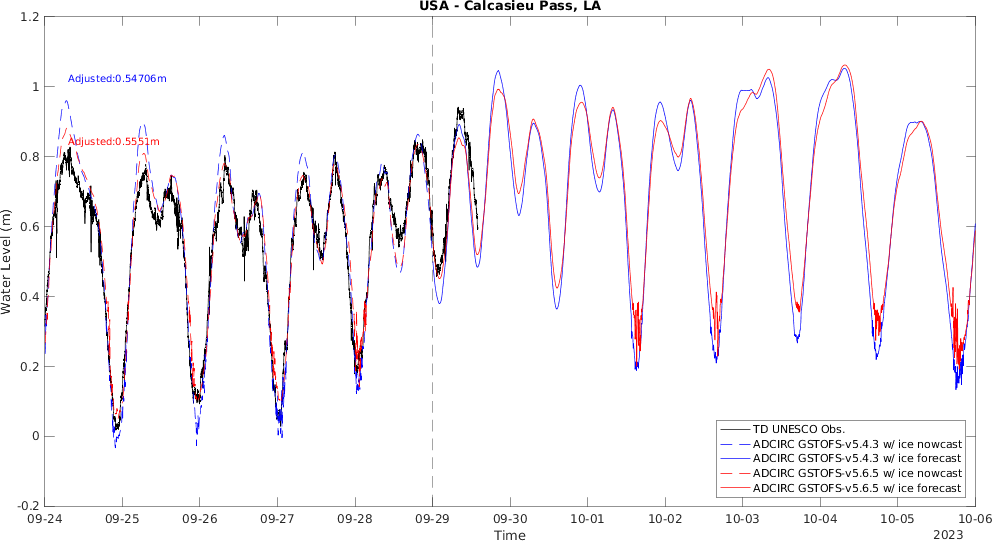 USA - Calcasieu Pass, LA
1.2
1
0.8
0.6
0.4
0.2
0
-0.2
Water Level (m)
Adjusted:0.54706m
Adjusted:0.5551m
TD UNESCO Obs.
ADCIRC GSTOFS-v5.4.3 w/ ice nowcast
ADCIRC GSTOFS-v5.4.3 w/ ice forecast
ADCIRC GSTOFS-v5.6.5 w/ ice nowcast
ADCIRC GSTOFS-v5.6.5 w/ ice forecast
09-24 09-25 09-26 09-27 09-28 09-29 09-30 10-01 10-02 10-03 10-04 10-05 10-06
Time
2023